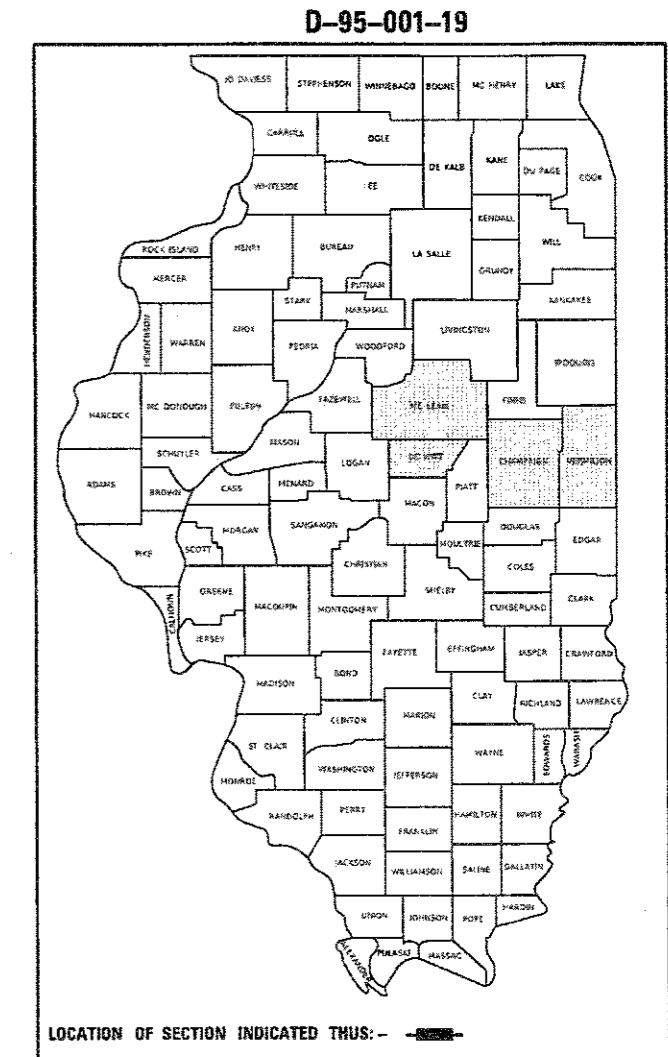 D-95-001-19
JO DAVIESS STEPHENSON WINNEBAGO BOONE MC HENRY LAKE
CARROLL OGLE
DE KALB KANE DU PAGE COOK
WHITESIDE LEE
KENDALL
ROCK ISLAND HENRY BUREAU LA SALLE WILL
MERCER PUTNAM GRUNDY
STARK KANKAKEE
HENDERSON WARREN KNOX MARSHALL LIVINGSTON
PEORIA WOODFORD IROQUOIS
HANCOCK MC DONOUGH FULTON TAZEWELL MC LEAN FORD
MASON
SCHUYLER LOGAN DE WITT CHAMPAIGN VERMILION
ADAMS BROWN CASS MENARD PIATT
MACON
PIKE SCOTT MORGAN SANGAMON DOUGLAS EDGAR
MOULTRIE
CHRISTIAN COLES
CALHOUN GREENE MACOUPIN MONTGOMERY SHELBY CUMBERLAND CLARK
JERSEY
FAYETTE EFFINGHAM JASPER CRAWFORD
MADISON BOND
CLAY RICHLAND LAWRENCE
CLINTON MARION
ST CLAIR WAYNE EDWARDS WABASH
MONROE WASHINGTON JEFFERSON
RANDOLPH PERRY HAMILTON WHITE
FRANKLIN
JACKSON WILLIAMSON SALINE GALLATIN
UNION JOHNSON POPE HARDIN
ALEXANDER PULASKI MASSAC
LOCATION OF SECTION INDICATED THUS:-